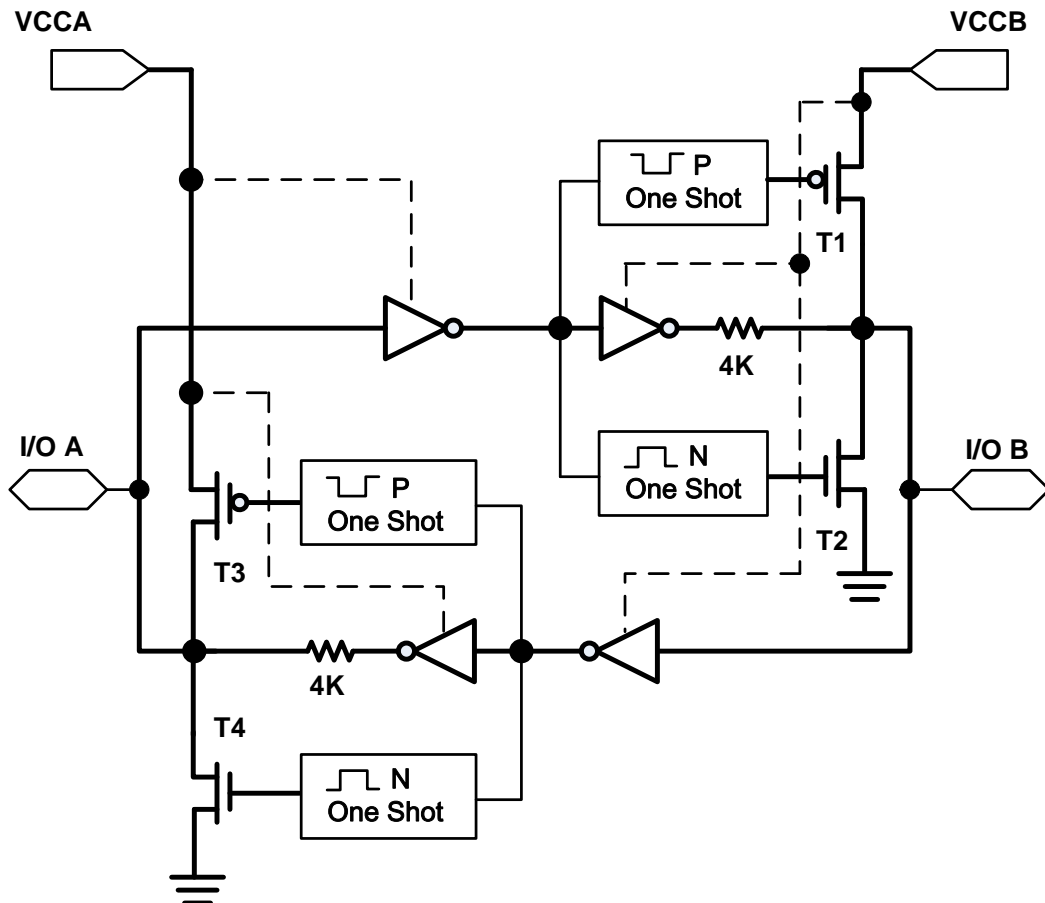 VCCA
VCCB
P
One Shot
T1
4K
I/O A
I/O B
N
One Shot
P
One Shot
T2
T3
4K
T4
N
One Shot